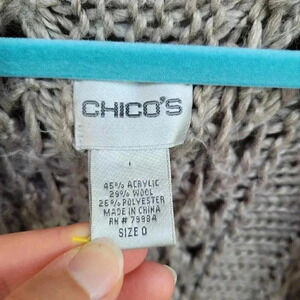 CHICO'S
45% ACRYLIC
29% WOOL
26% POLYESTER
MADE IN CHINA
RN # 79984
SIZE 0